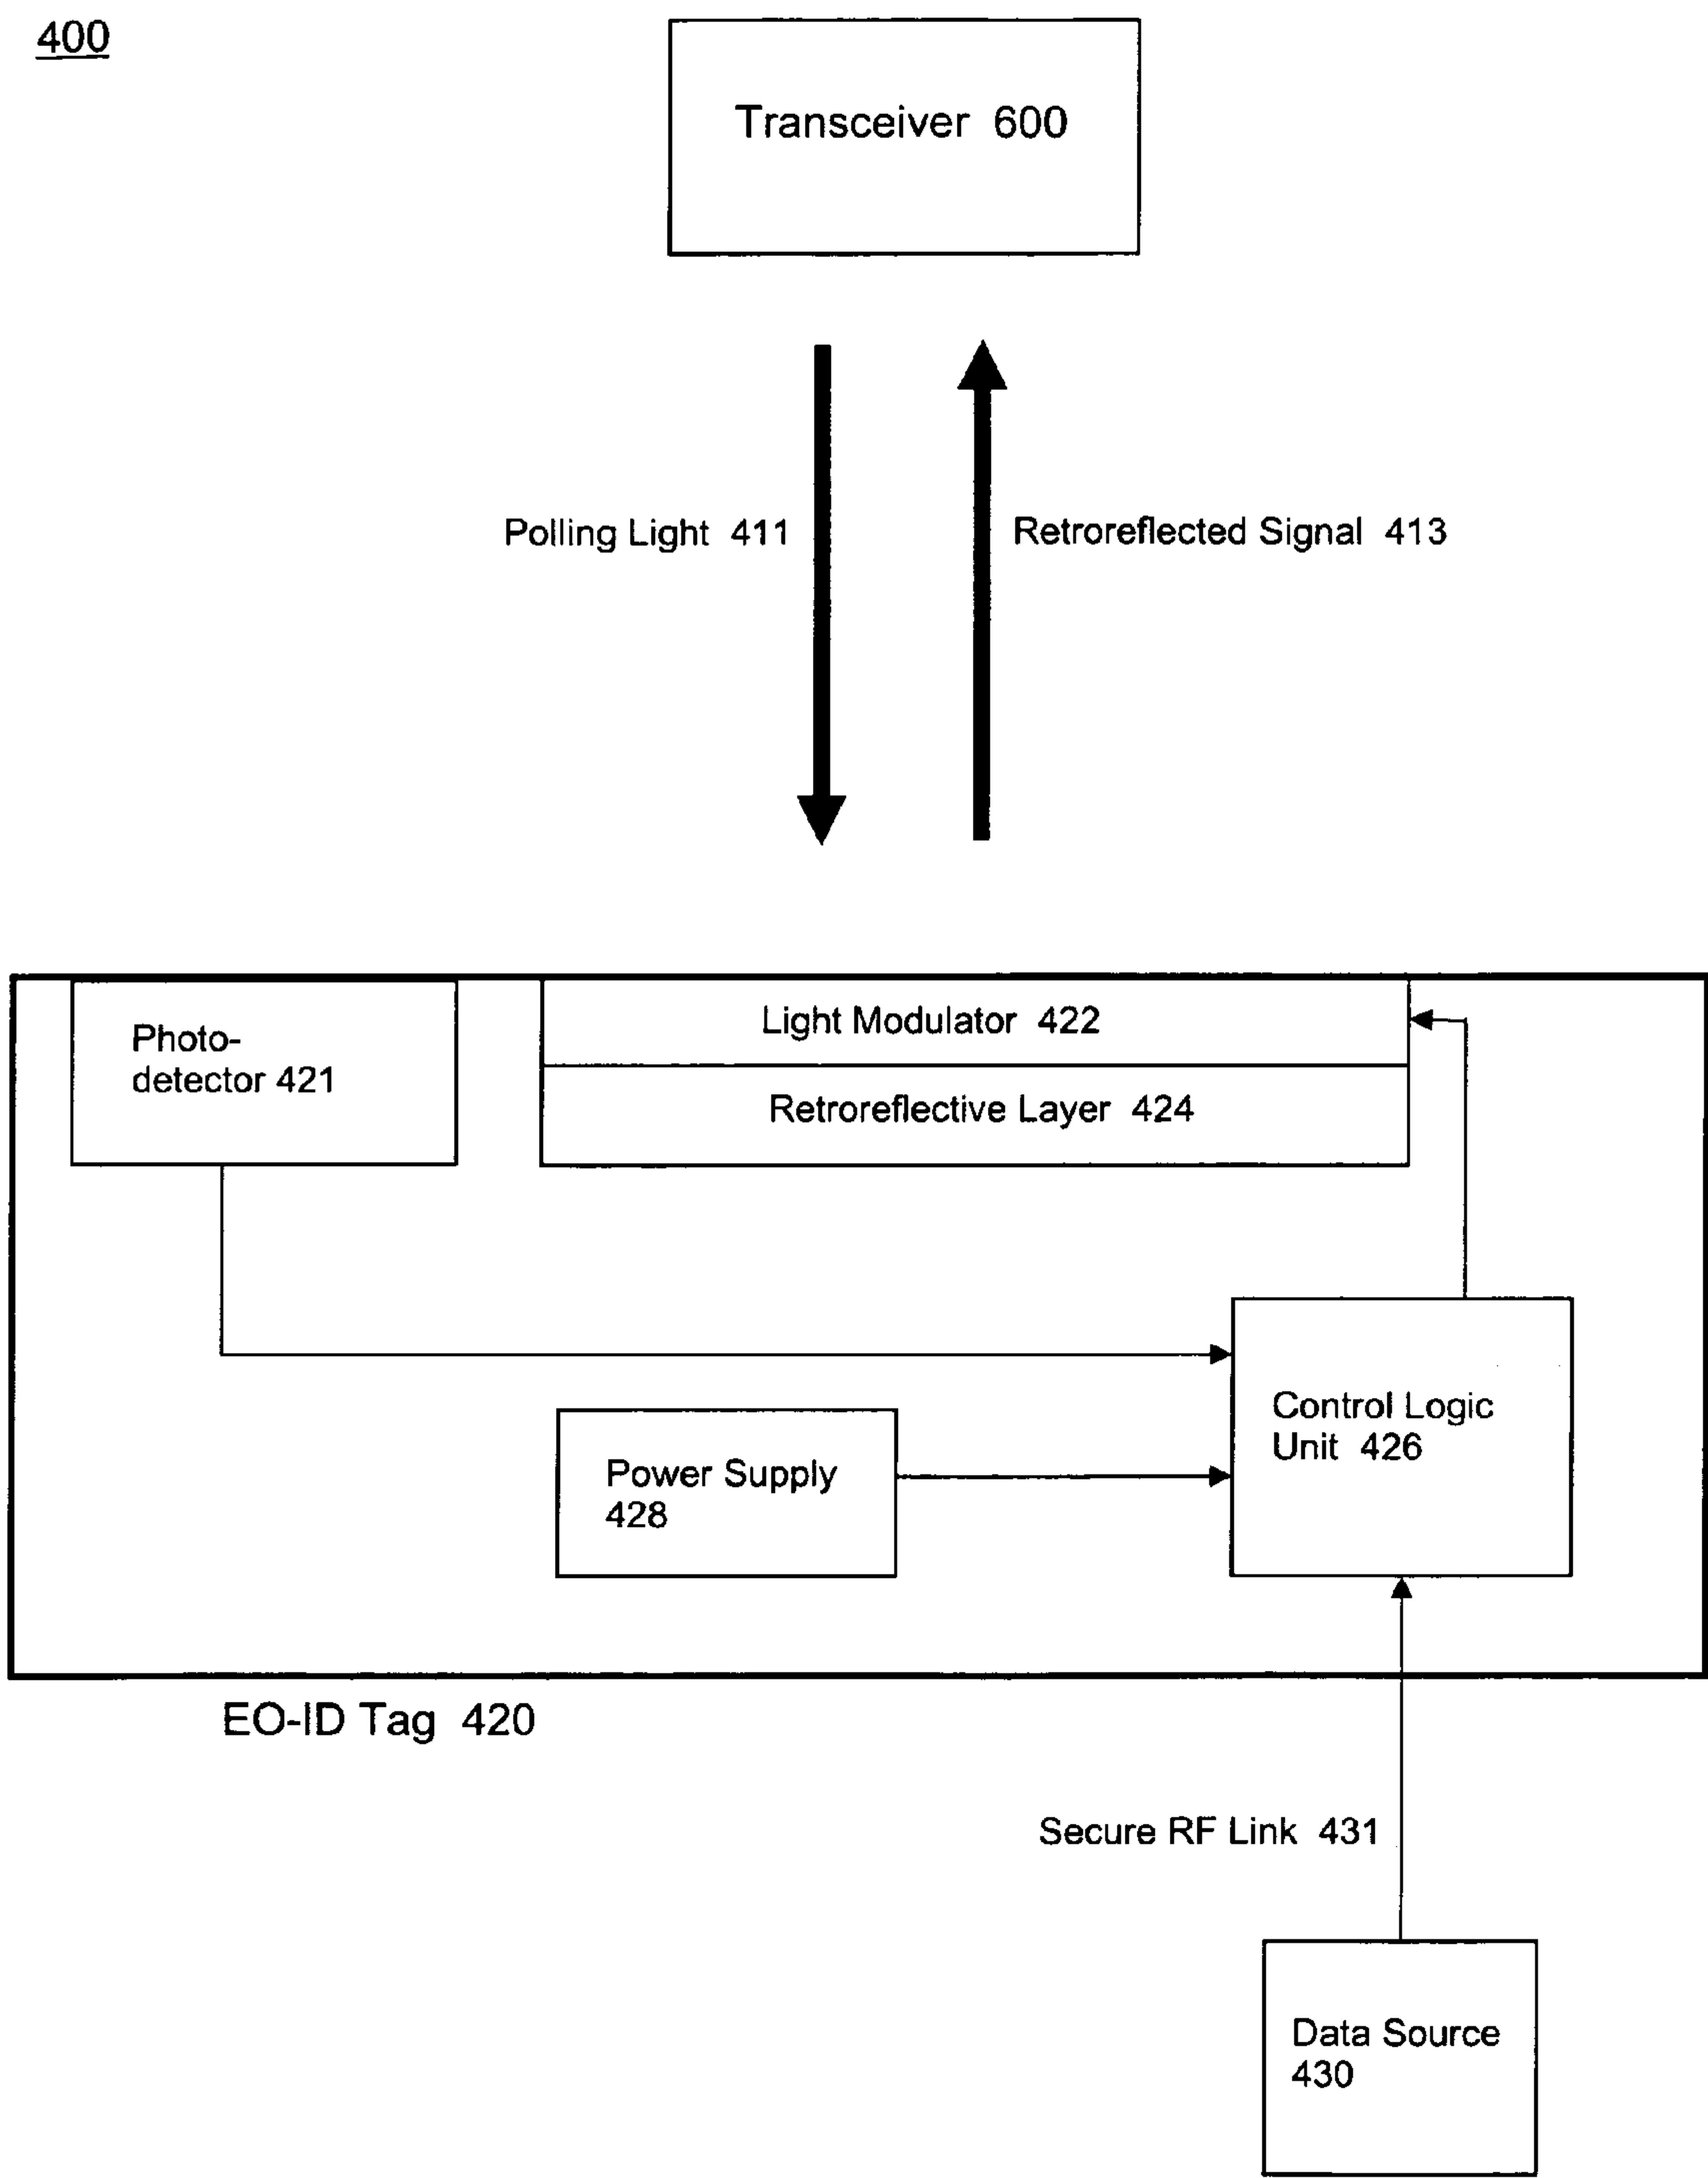 400
Transceiver 600
Polling Light 411
Retroreflected Signal 413
Photo-
detector 421
Light Modulator 422
Retroreflective Layer 424
Control Logic
Unit 426
Power Supply
428
EO-ID Tag 420
Secure RF Link 431
Data Source
430